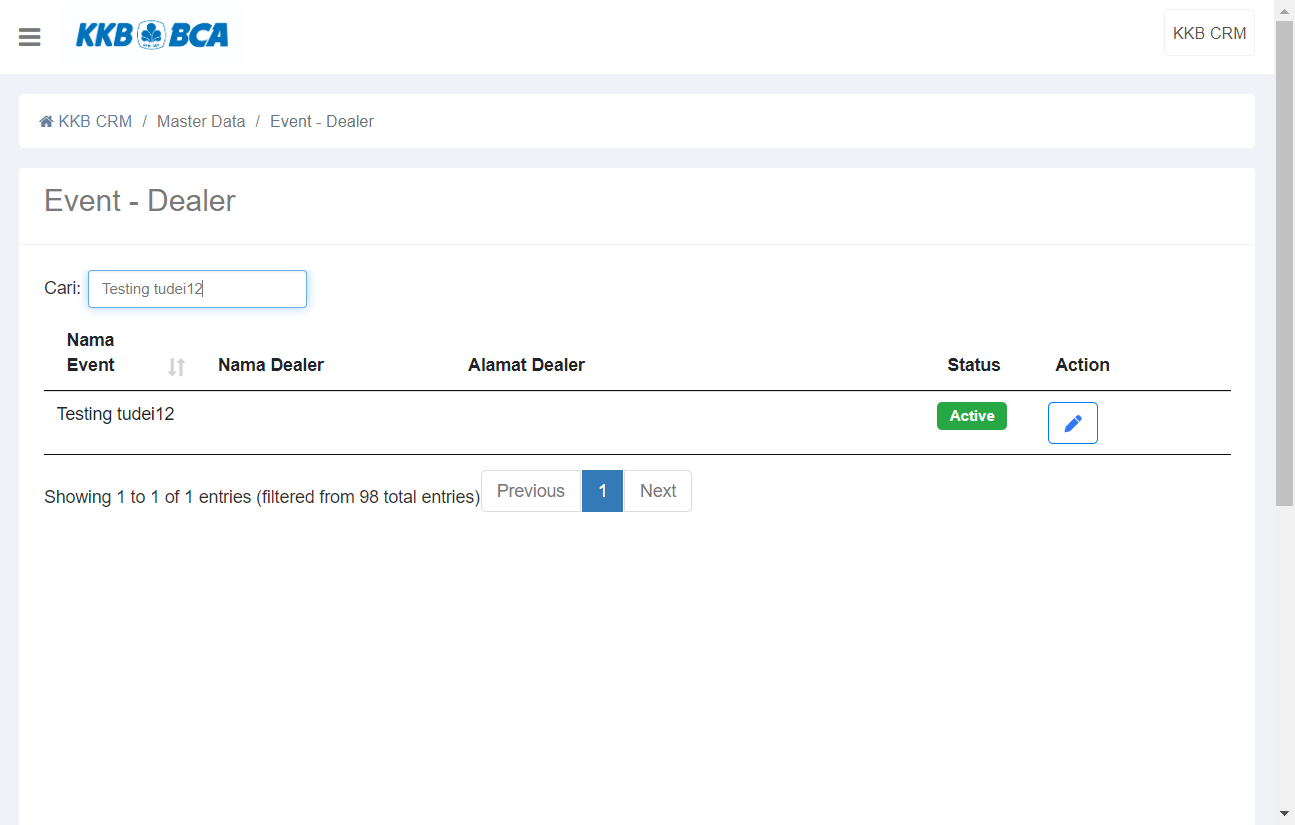 KKB BCA
KKB CRM
KKB CRM / Master Data / Event - Dealer
Event - Dealer
Cari: Testing tudei12
Nama Event Nama Dealer Alamat Dealer Status Action
Testing tudei12 Active
Showing 1 to 1 of 1 entries (filtered from 98 total entries) Previous 1 Next